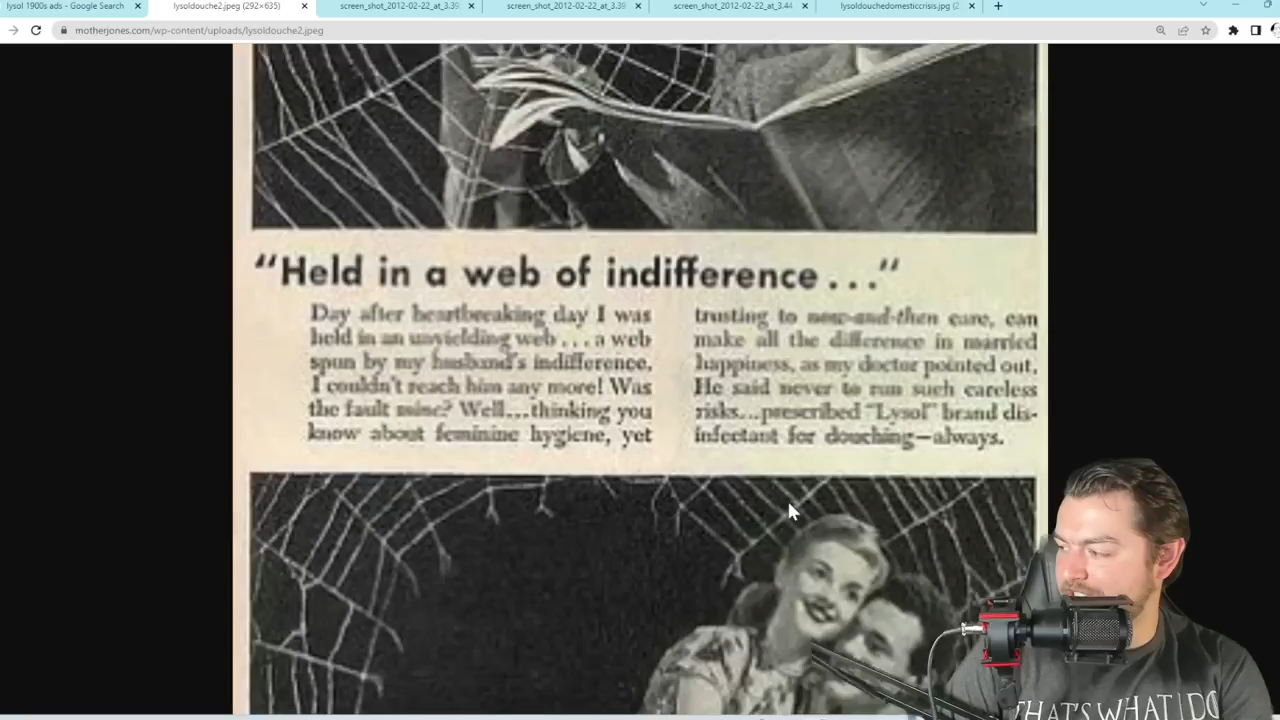 lysol 1900s ads - Google Search
lysoldouche2.jpeg (292×635)
screen_shot_2012-02-22_at_3.39
screen_shot_2012-02-22_at_3.39
screen_shot_2012-02-22_at_3.44
lysoldouchedomesticcrisis.jpg (2
motherjones.com/wp-content/uploads/lysoldouche2.jpeg
"Held in a web of indifference..."
Day after heartbreaking day I was
held in an unyielding web...a web
spun by my husband's indifference.
I couldn't reach him any more! Was
the fault mine? Well...thinking you
know about feminine hygiene, yet
trusting to now-and-then care, can
make all the difference in married
happiness, as my doctor pointed out.
He said never to run such careless
risks...prescribed "Lysol" brand dis-
infectant for douching—always.
THAT'S WHAT I DO